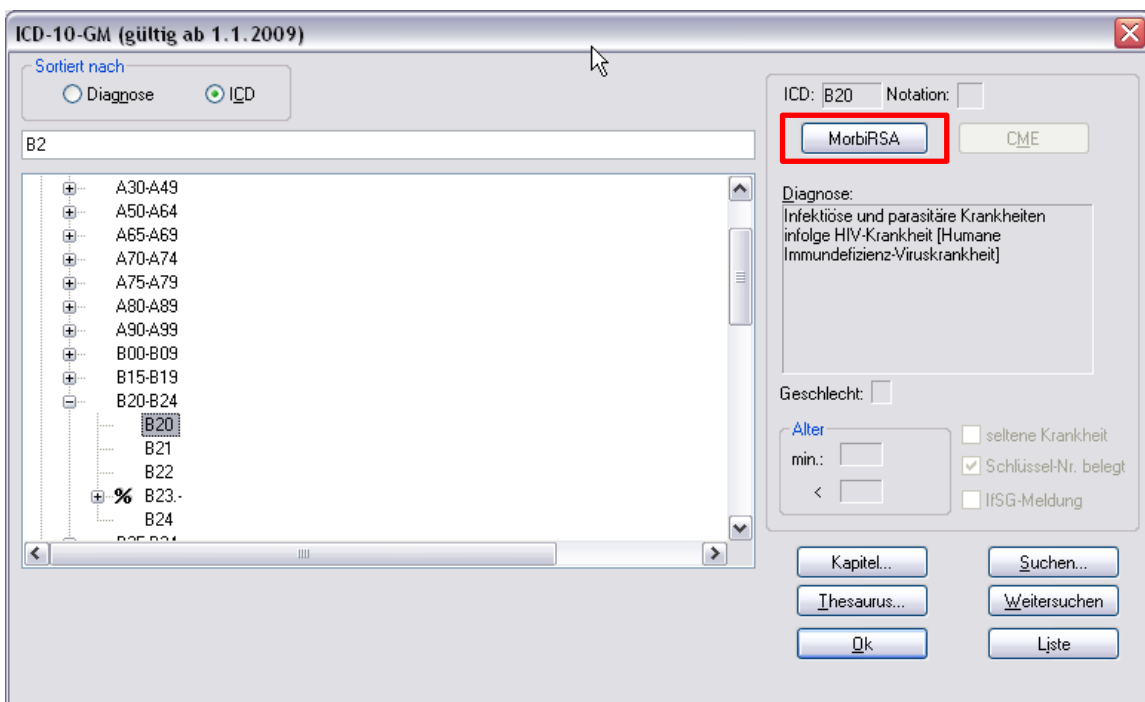 ICD-10-GM (gültig ab 1.1.2009)
Sortiert nach
Diagnose ICD
B2
A30-A49
A50-A64
A65-A69
A70-A74
A75-A79
A80-A89
A90-A99
B00-B09
B15-B19
B20-B24
B20
B21
B22
% B23.-
B24
ICD: B20 Notation:
MorbiRSA CME
Diagnose:
Infektiöse und parasitäre Krankheiten
infolge HIV-Krankheit [Humane
Immundefizienz-Viruskrankheit]
Geschlecht:
Alter
min.:
<
seltene Krankheit
Schlüssel-Nr. belegt
IfSG-Meldung
Kapitel... Suchen...
Thesaurus... Weitersuchen
Ok Liste